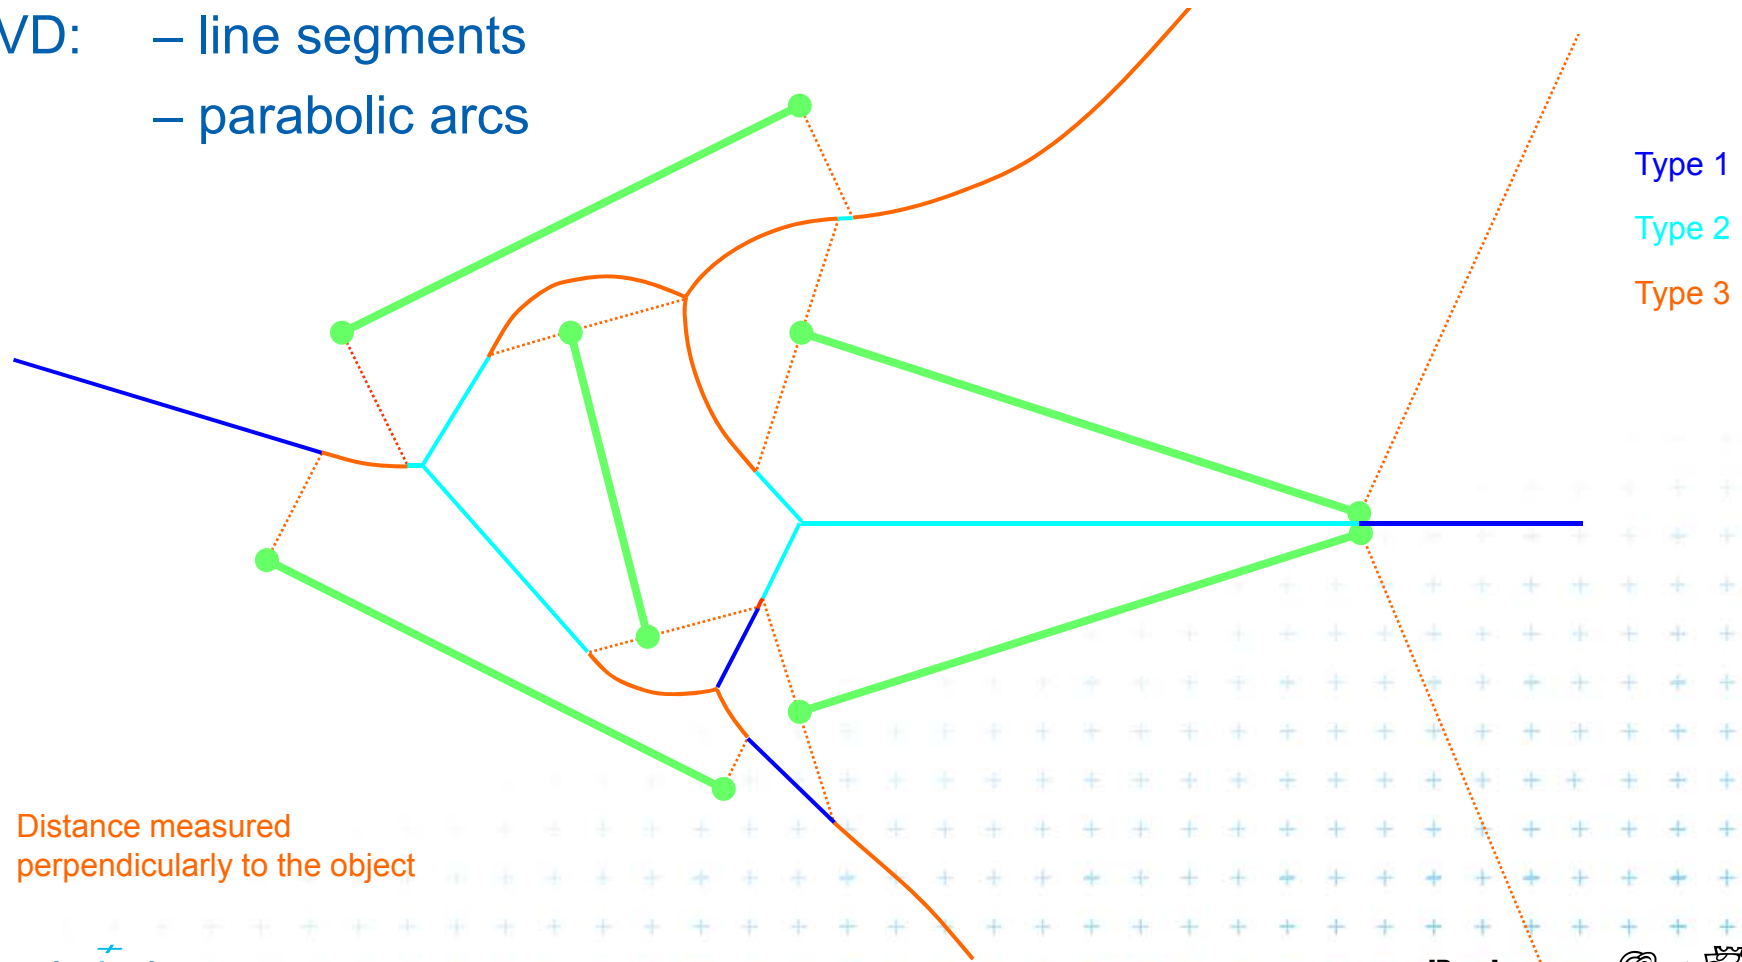 VD: – line segments
– parabolic arcs
Type 1
Type 2
Type 3
Distance measured
perpendicularly to the object